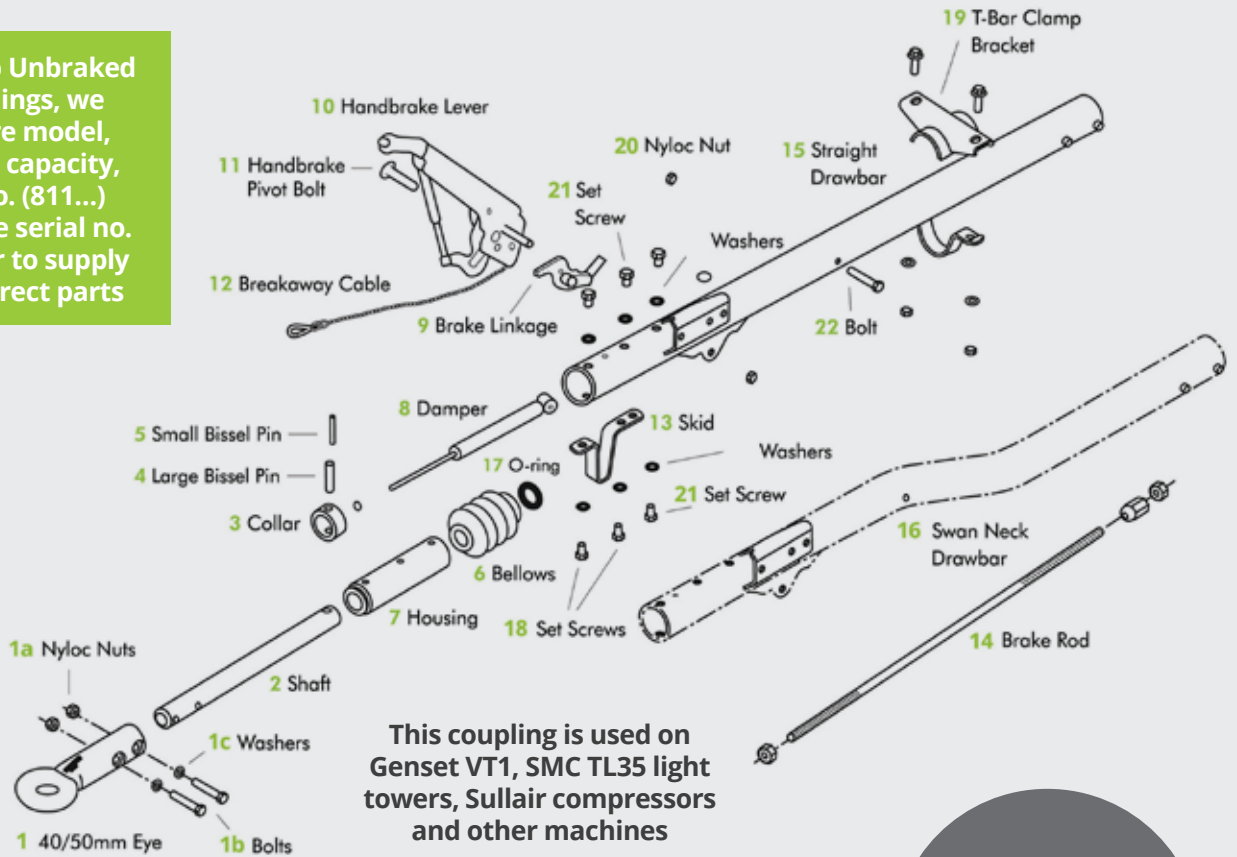 Unbraked
ings, we
e model,
capacity,
o. (811...)
e serial no.
r to supply
rrect parts
19 T-Bar Clamp
Bracket
10 Handbrake Lever
11 Handbrake
Pivot Bolt
20 Nyloc Nut
15 Straight
Drawbar
21 Set
Screw
Washers
12 Breakaway Cable
9 Brake Linkage
22 Bolt
8 Damper
13 Skid
5 Small Bissel Pin
4 Large Bissel Pin
17 O-ring
Washers
3 Collar
21 Set Screw
16 Swan Neck
Drawbar
6 Bellows
7 Housing
18 Set Screws
14 Brake Rod
1a Nyloc Nuts
2 Shaft
1c Washers
This coupling is used on
Genset VT1, SMC TL35 light
towers, Sullair compressors
and other machines
1 40/50mm Eye
1b Bolts